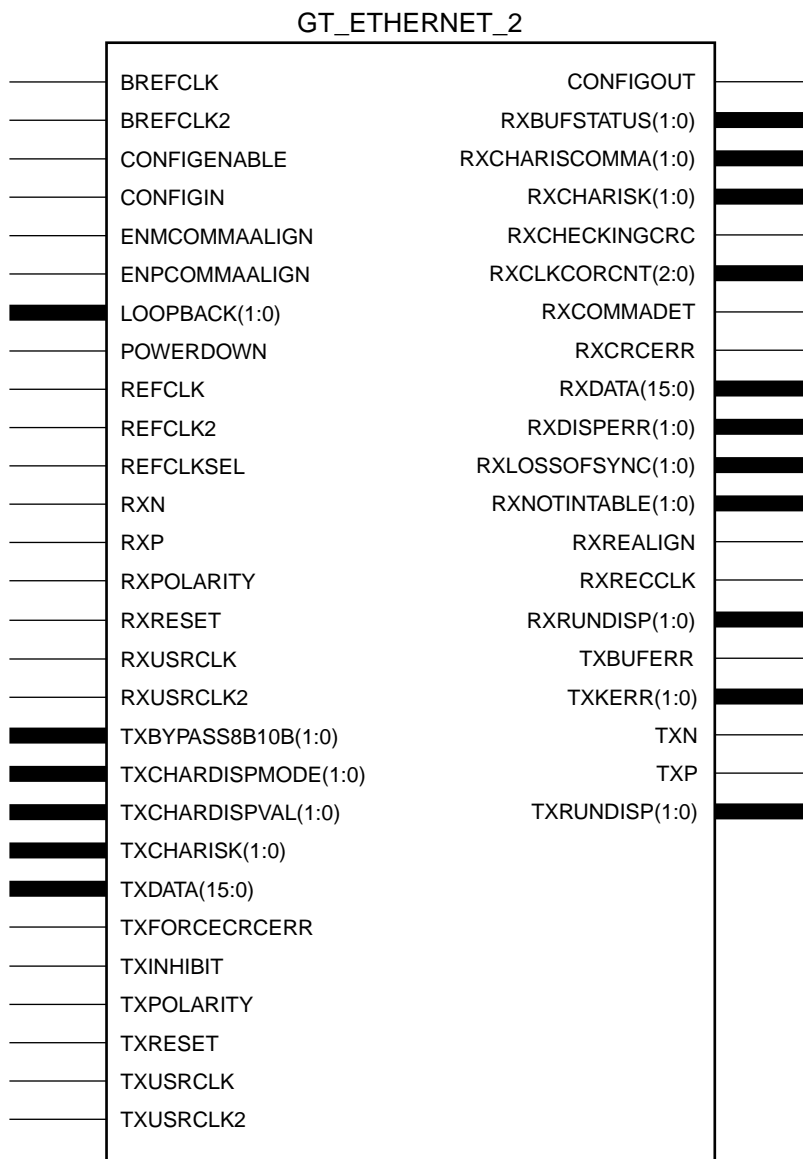 GT_ETHERNET_2
BREFCLK
BREFCLK2
CONFIGENABLE
CONFIGIN
ENMCOMMAALIGN
ENPCOMMAALIGN
LOOPBACK(1:0)
POWERDOWN
REFCLK
REFCLK2
REFCLKSEL
RXN
RXP
RXPOLARITY
RXRESET
RXUSRCLK
RXUSRCLK2
TXBYPASS8B10B(1:0)
TXCHARDISPMODE(1:0)
TXCHARDISPVAL(1:0)
TXCHARISK(1:0)
TXDATA(15:0)
TXFORCECRCERR
TXINHIBIT
TXPOLARITY
TXRESET
TXUSRCLK
TXUSRCLK2
CONFIGOUT
RXBUFSTATUS(1:0)
RXCHARISCOMMA(1:0)
RXCHARISK(1:0)
RXCHECKINGCRC
RXCLKCORCNT(2:0)
RXCOMMADET
RXCRCERR
RXDATA(15:0)
RXDISPERR(1:0)
RXLOSSOFSYNC(1:0)
RXNOTINTABLE(1:0)
RXREALIGN
RXRECCLK
RXRUNDISP(1:0)
TXBUFERR
TXKERR(1:0)
TXN
TXP
TXRUNDISP(1:0)